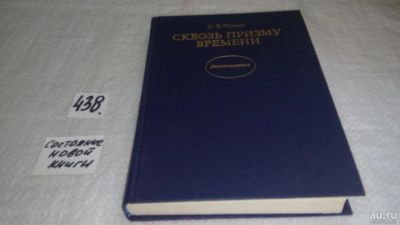 СКВОЗЬ ПРИЗМУ
ВРЕМЕНИ
438.
СОСТОЯНИЕ
НОВОЙ
КНИГИ
au.ru